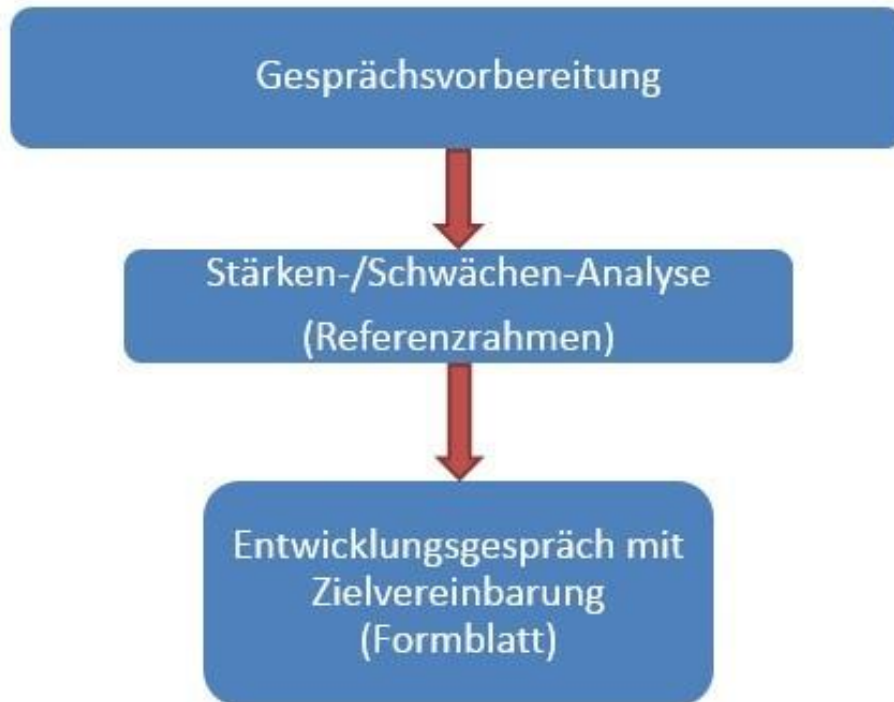 Gesprächsvorbereitung
Stärken-/Schwächen-Analyse
(Referenzrahmen)
Entwicklungsgespräch mit
Zielvereinbarung
(Formblatt)